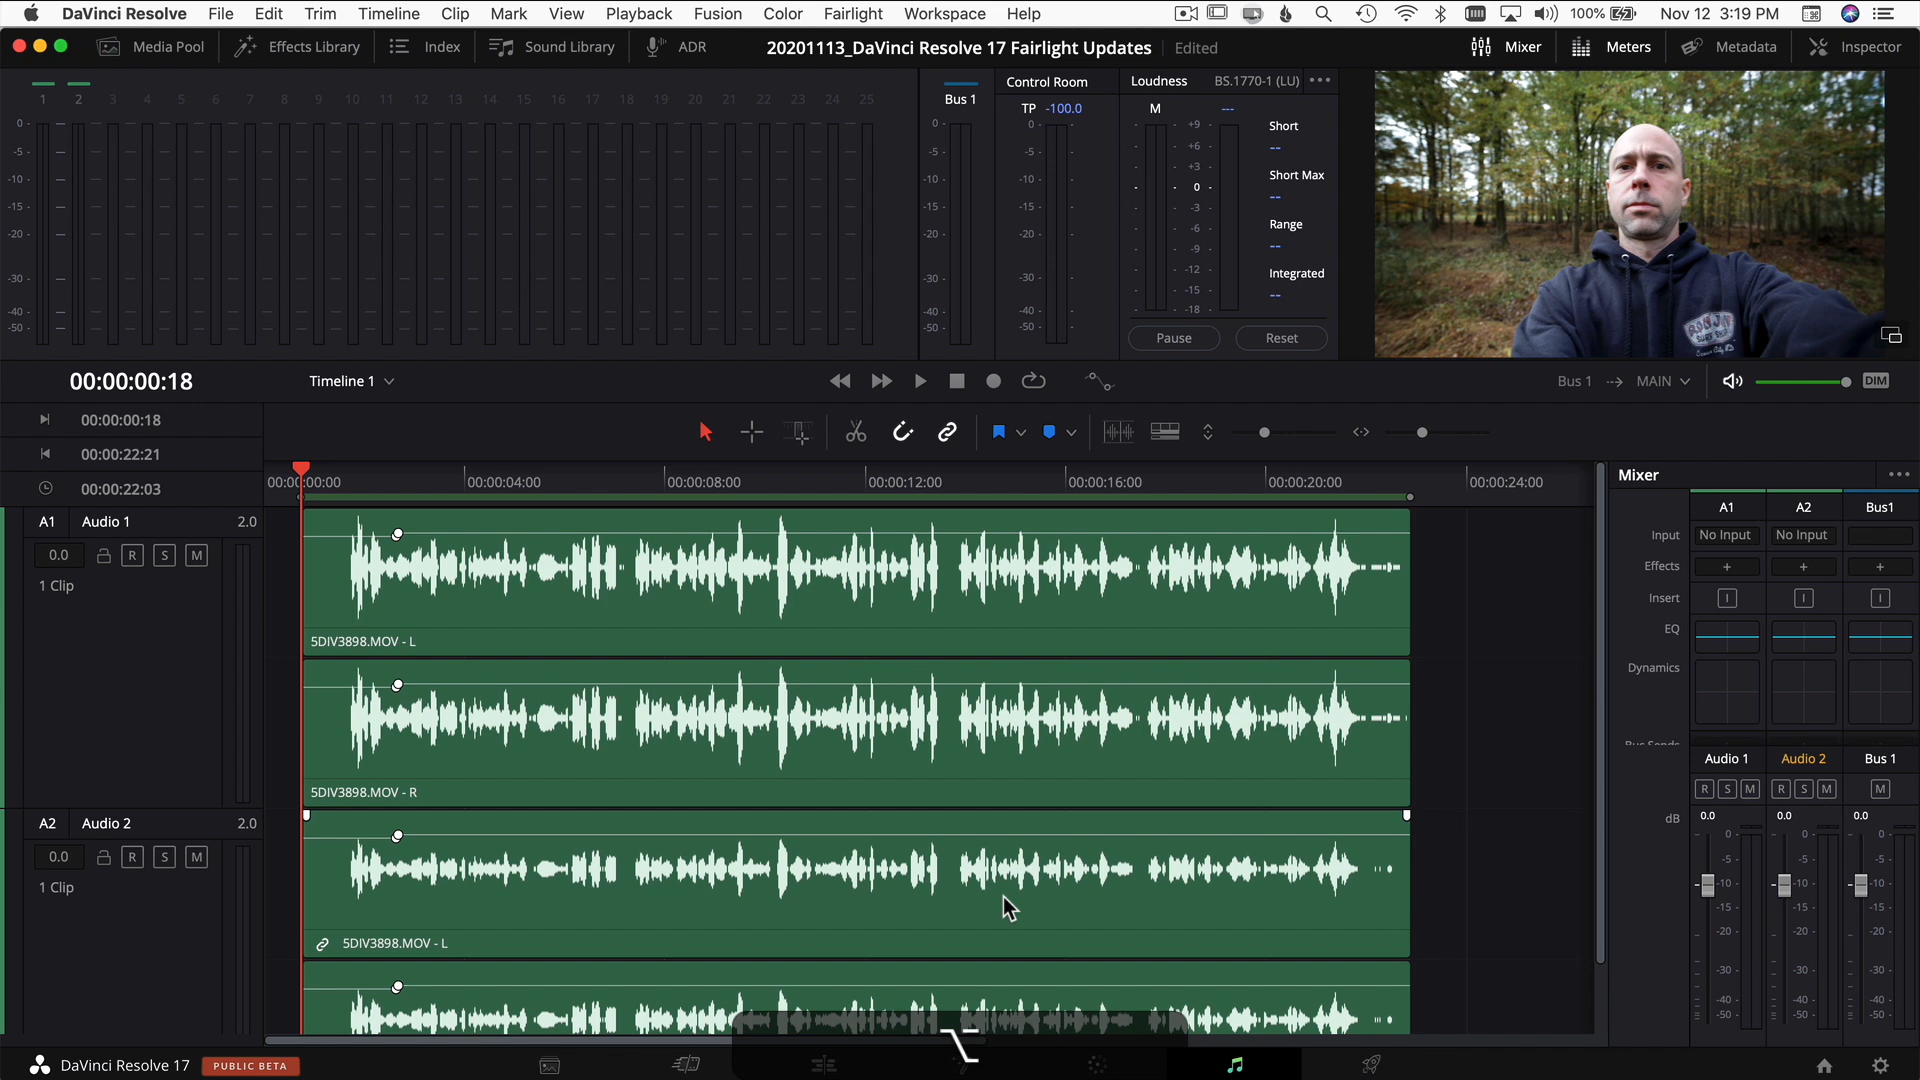 DaVinci Resolve File Edit Trim Timeline Clip Mark View Playback Fusion Color Fairlight Workspace Help 100% Nov 12 3:19 PM
Media Pool Effects Library Index Sound Library ADR 20201113_DaVinci Resolve 17 Fairlight Updates Edited Mixer Meters Metadata Inspector
1 2 3 4 5 6 7 8 9 10 11 12 13 14 15 16 17 18 19 20 21 22 23 24 25
0
-5
-10
-15
-20
-30
-40
-50
Bus 1
0
-5
-10
-15
-20
-30
-40
-50
Control Room
TP -100.0
0
-5
-10
-15
-20
-30
-40
-50
Loudness BS.1770-1 (LU)
M ---
+9
+6
+3
0
-3
-6
-9
-12
-15
-18
Short
--
Short Max
--
Range
--
Integrated
--
Pause Reset
00:00:00:18 Timeline 1 Bus 1 MAIN DIM
00:00:00:18
00:00:22:21
00:00:22:03
00:00:00:00 00:00:04:00 00:00:08:00 00:00:12:00 00:00:16:00 00:00:20:00 00:00:24:00
A1 Audio 1 2.0
0.0 R S M
1 Clip
5DIV3898.MOV - L
5DIV3898.MOV - R
A2 Audio 2 2.0
0.0 R S M
1 Clip
5DIV3898.MOV - L
Mixer
A1 A2 Bus1
Input No Input No Input
Effects + + +
Insert I I I
EQ
Dynamics
Bus Sends
Audio 1 Audio 2 Bus 1
R S M R S M M
dB 0.0 0.0 0.0
0 0 0
-5 -5 -5
-10 -10 -10
-15 -15 -15
-20 -20 -20
-30 -30 -30
-40 -40 -40
-50 -50 -50
DaVinci Resolve 17 PUBLIC BETA